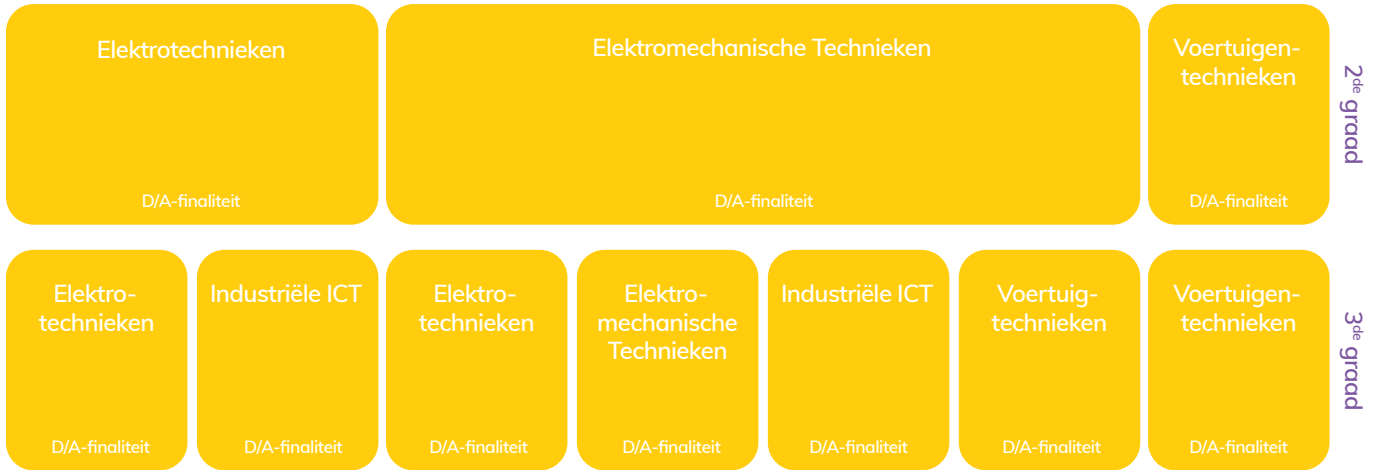 Elektrotechnieken
Elektromechanische Technieken
Voertuigen-
technieken
D/A-finaliteit
D/A-finaliteit
D/A-finaliteit
2de graad
Elektro-
technieken
Industriële ICT
Elektro-
technieken
Elektro-
mechanische
Technieken
Industriële ICT
Voertuig-
technieken
Voertuigen-
technieken
D/A-finaliteit
D/A-finaliteit
D/A-finaliteit
D/A-finaliteit
D/A-finaliteit
D/A-finaliteit
D/A-finaliteit
3de graad